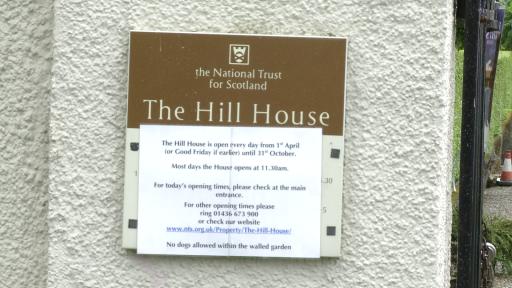 the National Trust
for Scotland
The Hill House
The Hill House is open every day from 1st April
(or Good Friday if earlier) until 31st October.
Most days the House opens at 11.30am.
For today's opening times, please check at the main
entrance.
For other opening times please
ring 01436 673 900
or check our website
www.nts.org.uk/Property/The-Hill-House/
No dogs allowed within the walled garden
1
.30
5